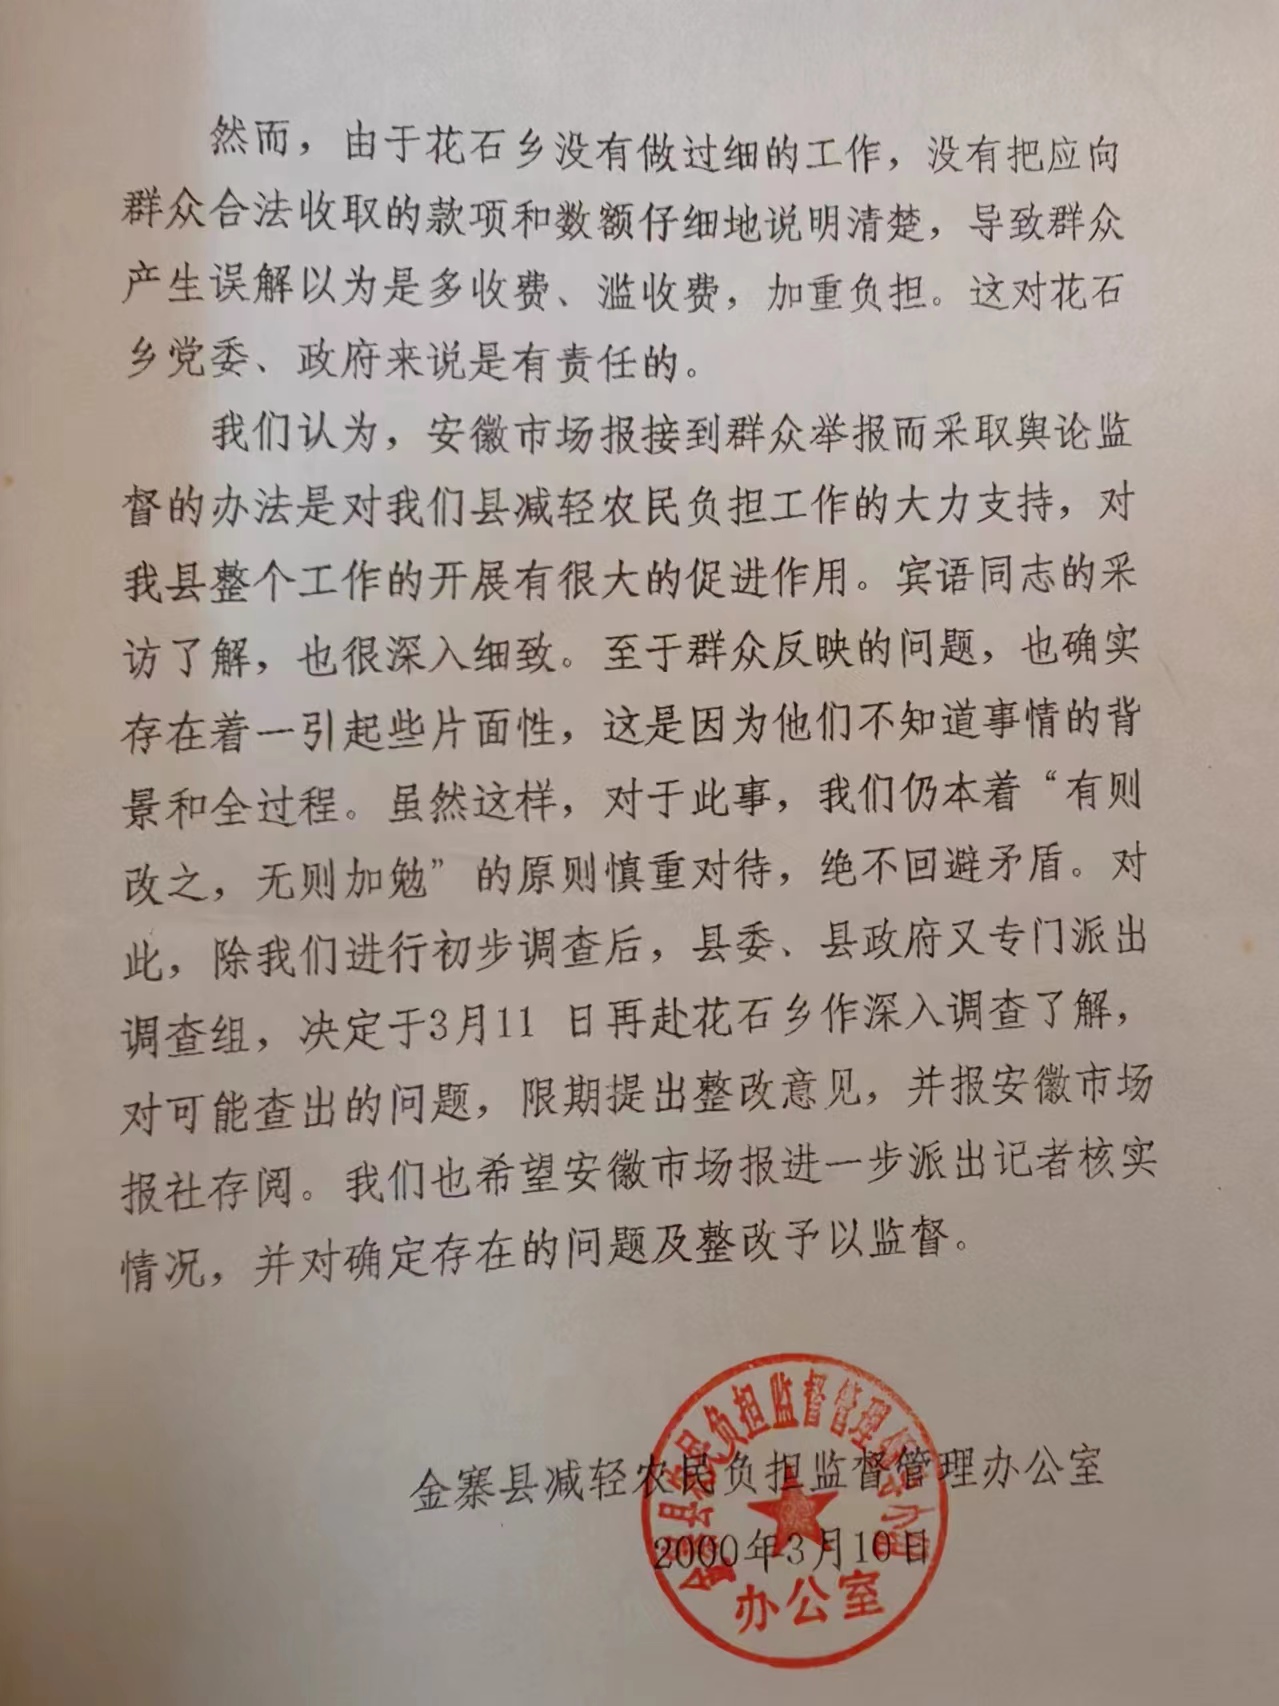 然而，由于花石乡没有做过细的工作，没有把应向
群众合法收取的款项和数额仔细地说明清楚，导致群众
产生误解以为是多收费、滥收费，加重负担。这对花石
乡党委、政府来说是有责任的。
我们认为，安徽市场报接到群众举报而采取舆论监
督的办法是对我们县减轻农民负担工作的大力支持，对
我县整个工作的开展有很大的促进作用。宾语同志的采
访了解，也很深入细致。至于群众反映的问题，也确实
存在着一引起些片面性，这是因为他们不知道事情的背
景和全过程。虽然这样，对于此事，我们仍本着“有则
改之，无则加勉”的原则慎重对待，绝不回避矛盾。对
此，除我们进行初步调查后，县委、县政府又专门派出
调查组，决定于3月11 日再赴花石乡作深入调查了解，
对可能查出的问题，限期提出整改意见，并报安徽市场
报社存阅。我们也希望安徽市场报进一步派出记者核实
情况，并对确定存在的问题及整改予以监督。
金寨县减轻农民负担监督管理办公室
2000年3月10日
农民负担监督管理
办公室